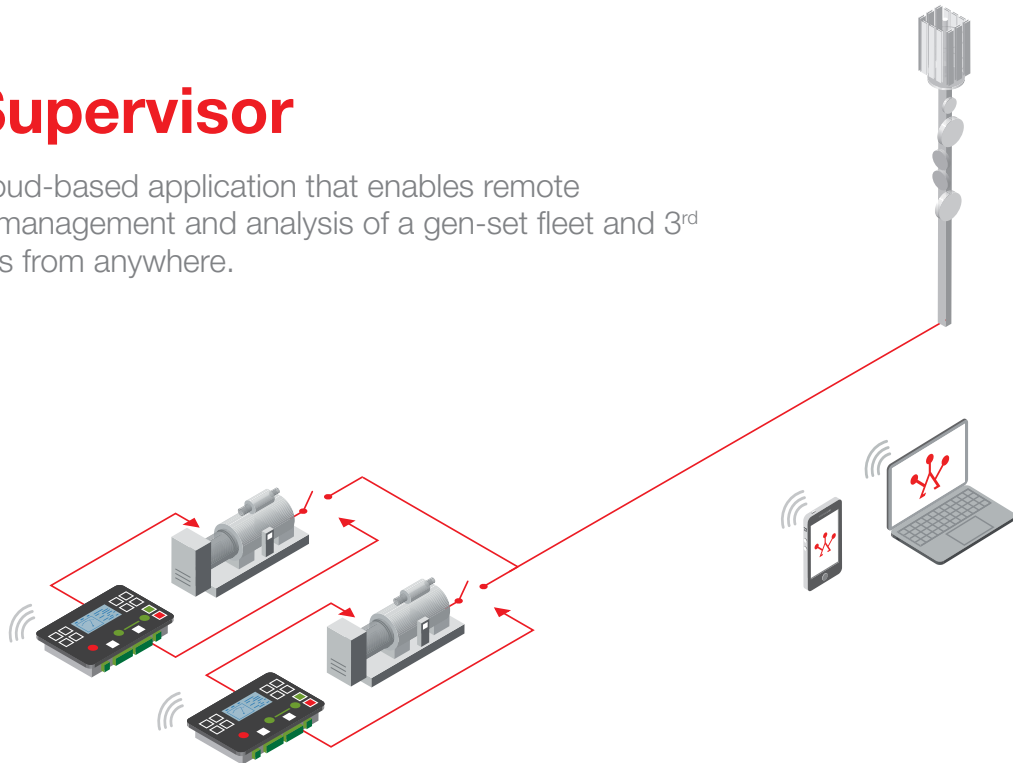 Supervisor
oud-based application that enables remote
management and analysis of a gen-set fleet and 3rd
s from anywhere.